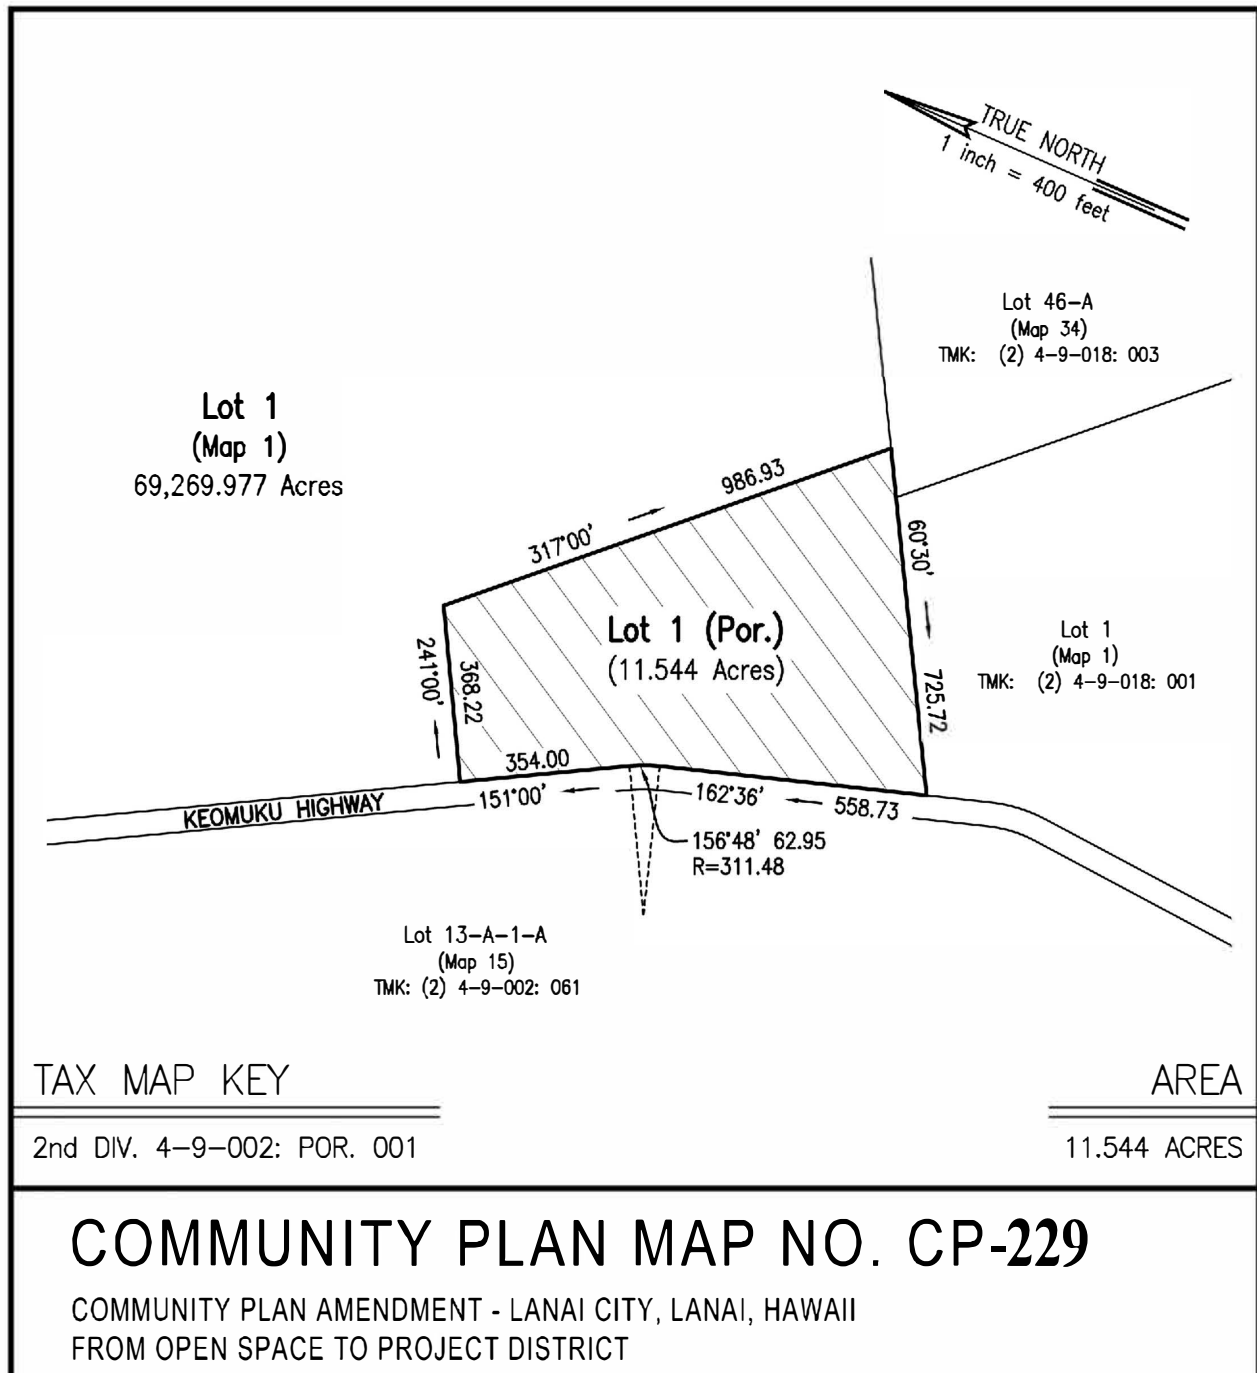 TRUE NORTH
1 inch = 400 feet
Lot 46-A
(Map 34)
TMK: (2) 4-9-018: 003
Lot 1
(Map 1)
69,269.977 Acres
986.93
317°00'
60°30'
725.72
Lot 1 (Por.)
(11.544 Acres)
Lot 1
(Map 1)
TMK: (2) 4-9-018: 001
241°00'
368.22
354.00
151°00'
162°36'
558.73
KEOMUKU HIGHWAY
156°48' 62.95
R=311.48
Lot 13-A-1-A
(Map 15)
TMK: (2) 4-9-002: 061
TAX MAP KEY
AREA
2nd DIV. 4-9-002: POR. 001
11.544 ACRES
COMMUNITY PLAN MAP NO. CP-229
COMMUNITY PLAN AMENDMENT - LANAI CITY, LANAI, HAWAII
FROM OPEN SPACE TO PROJECT DISTRICT